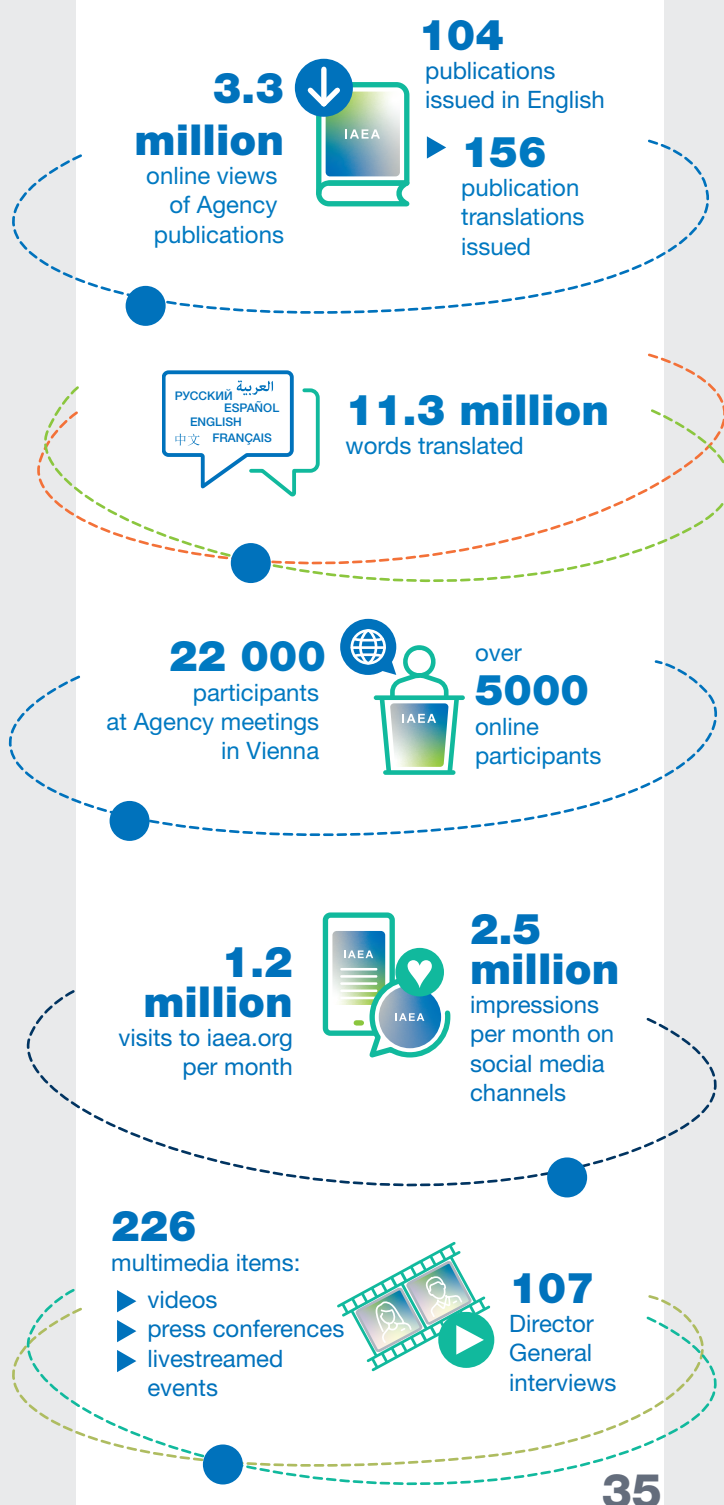 3.3
million
online views
of Agency
publications
IAEA
104
publications
issued in English
156
publication
translations
issued
РУССКИЙ العربية
ESPAÑOL
ENGLISH
中文 FRANÇAIS
11.3 million
words translated
22 000
participants
at Agency meetings
in Vienna
IAEA
over
5000
online
participants
1.2
million
visits to iaea.org
per month
IAEA
IAEA
2.5
million
impressions
per month on
social media
channels
226
multimedia items:
videos
press conferences
livestreamed
events
107
Director
General
interviews
35